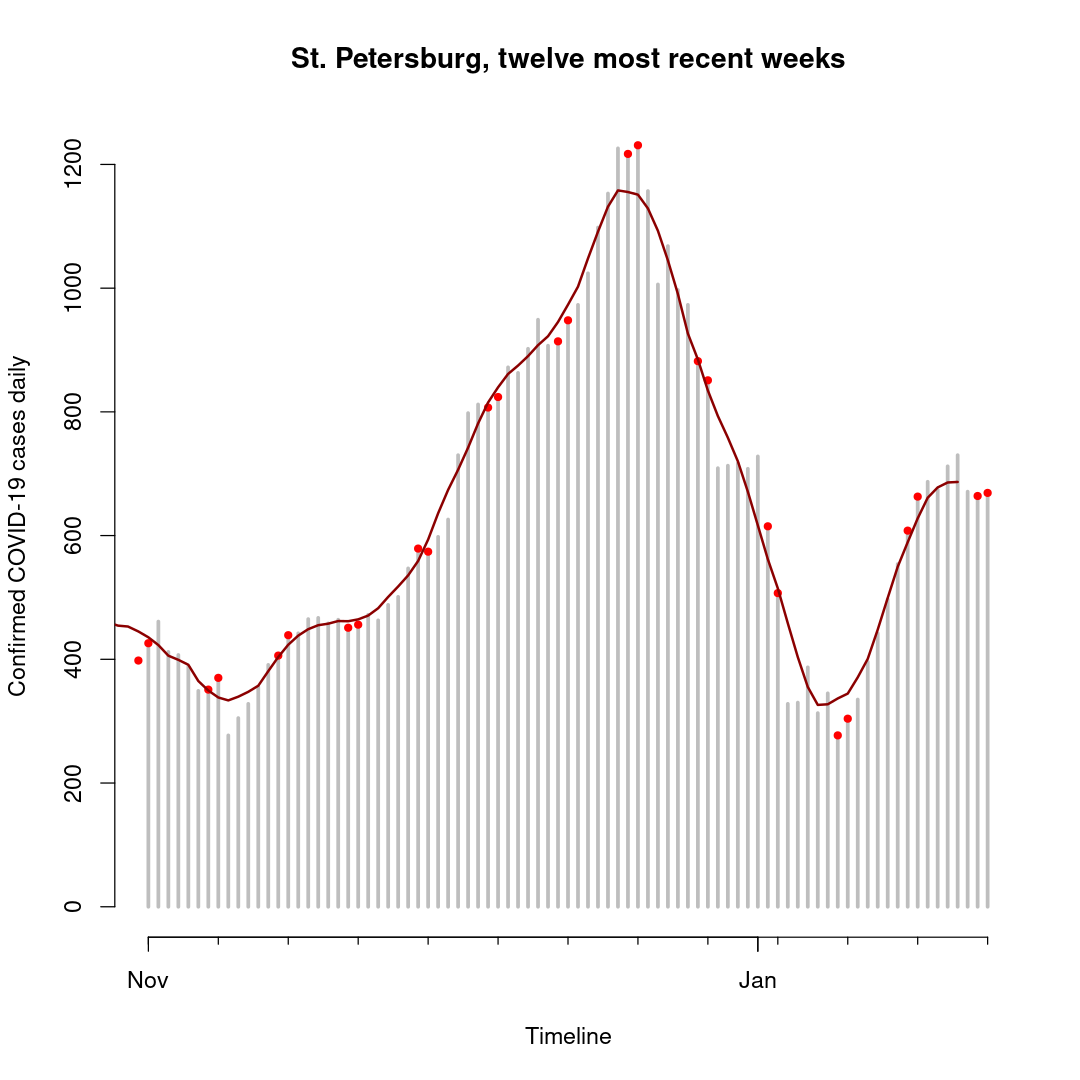 St. Petersburg, twelve most recent weeks
Confirmed COVID-19 cases daily
1200
1000
800
600
400
200
0
Nov
Jan
Timeline